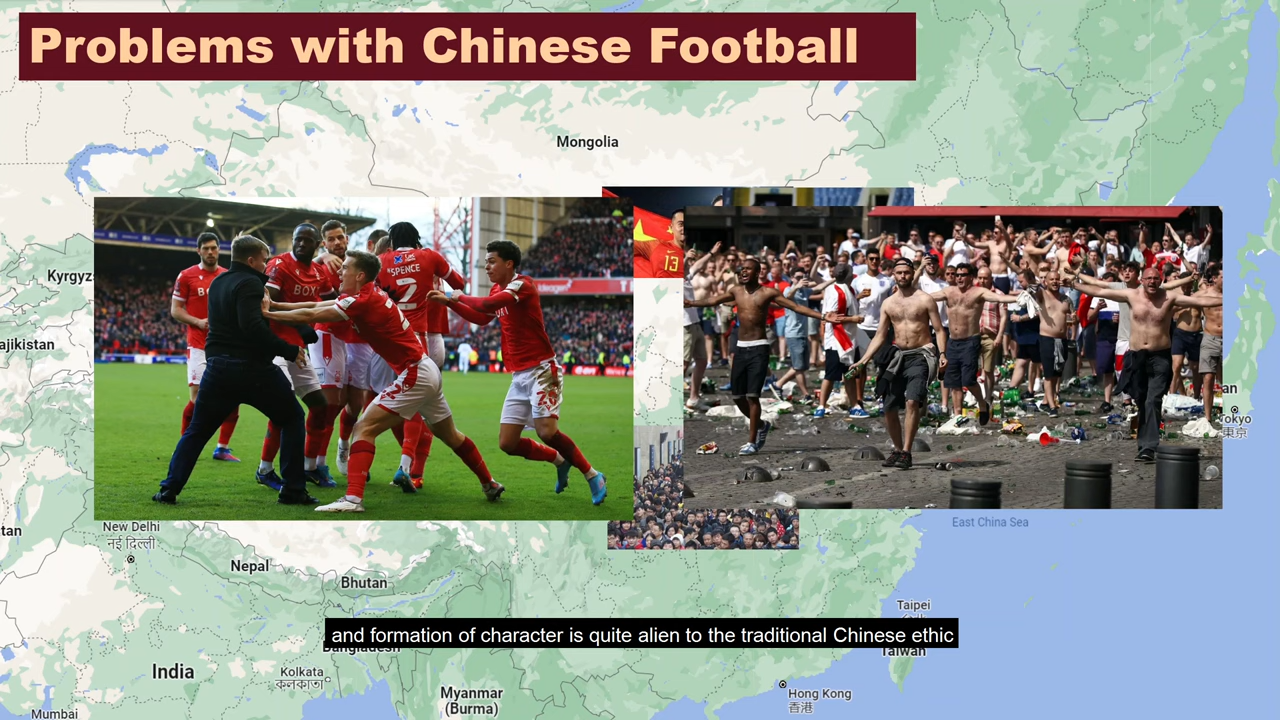 Problems with Chinese Football
Mongolia
SPENCE
2
13
BOX
Kyrgyz
ajikistan
an
okyo
東京
tan
New Delhi
नई दिल्ली
East China Sea
Nepal
Bhutan
Taipei
and formation of character is quite alien to the traditional Chinese ethic
Bangladesh
Taiwan
India
Kolkata
কলকাতা
Myanmar
(Burma)
Hong Kong
香港
Mumbai